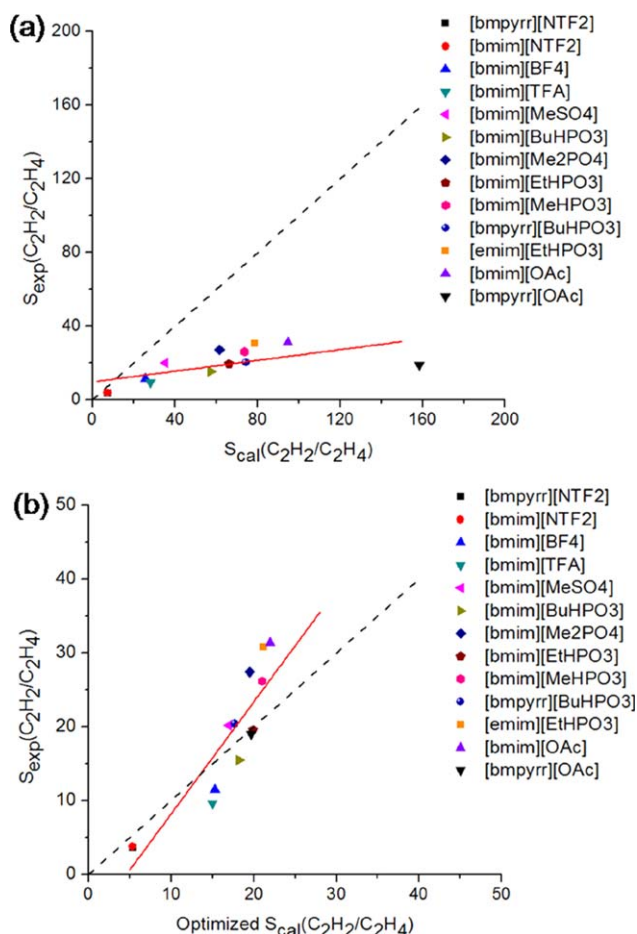 (a)
200
160
120
80
40
0
S_exp(C2H2/C2H4)
0 40 80 120 160 200
S_cal(C2H2/C2H4)
[bmpyrr][NTF2]
[bmim][NTF2]
[bmim][BF4]
[bmim][TFA]
[bmim][MeSO4]
[bmim][BuHPO3]
[bmim][Me2PO4]
[bmim][EtHPO3]
[bmim][MeHPO3]
[bmpyrr][BuHPO3]
[emim][EtHPO3]
[bmim][OAc]
[bmpyrr][OAc]
(b)
50
40
30
20
10
0
S_exp(C2H2/C2H4)
0 10 20 30 40 50
Optimized S_cal(C2H2/C2H4)
[bmpyrr][NTF2]
[bmim][NTF2]
[bmim][BF4]
[bmim][TFA]
[bmim][MeSO4]
[bmim][BuHPO3]
[bmim][Me2PO4]
[bmim][EtHPO3]
[bmim][MeHPO3]
[bmpyrr][BuHPO3]
[emim][EtHPO3]
[bmim][OAc]
[bmpyrr][OAc]